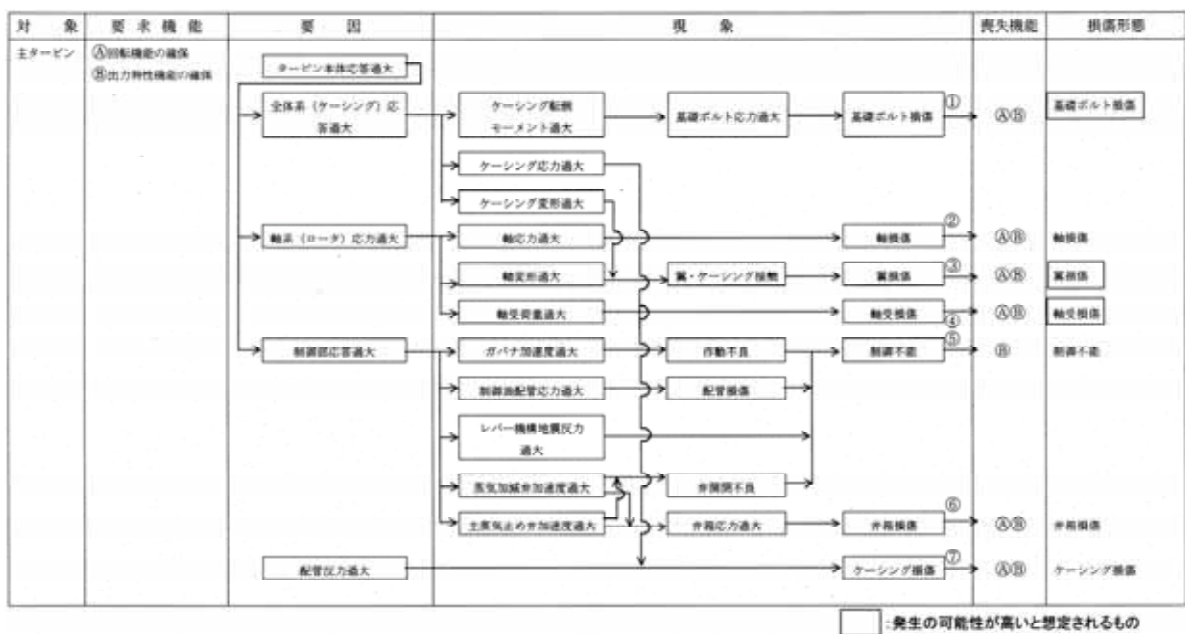 対 象
要 求 機 能
要 因
現 象
喪失機能
損傷形態
主タービン
Ⓐ回転機能の確保
Ⓑ出力特性機能の確保
タービン本体応答過大
全体系（ケーシング）応
答過大
ケーシング転倒
モーメント過大
基礎ボルト応力過大
基礎ボルト損傷
①
ⒶⒷ
基礎ボルト損傷
ケーシング応力過大
ケーシング変形過大
軸系（ロータ）応力過大
軸応力過大
軸損傷
②
ⒶⒷ
軸損傷
軸変形過大
翼・ケーシング接触
翼損傷
③
ⒶⒷ
翼損傷
軸受荷重過大
軸受損傷
④
ⒶⒷ
軸受損傷
制御部応答過大
ガバナ加速度過大
作動不良
制御不能
⑤
Ⓑ
制御不能
制御油配管応力過大
配管損傷
レバー機構地震反力
過大
蒸気加減弁加速度過大
弁開閉不良
主蒸気止め弁加速度過大
弁箱応力過大
弁箱損傷
⑥
ⒶⒷ
弁箱損傷
配管反力過大
ケーシング損傷
⑦
ⒶⒷ
ケーシング損傷
:発生の可能性が高いと想定されるもの